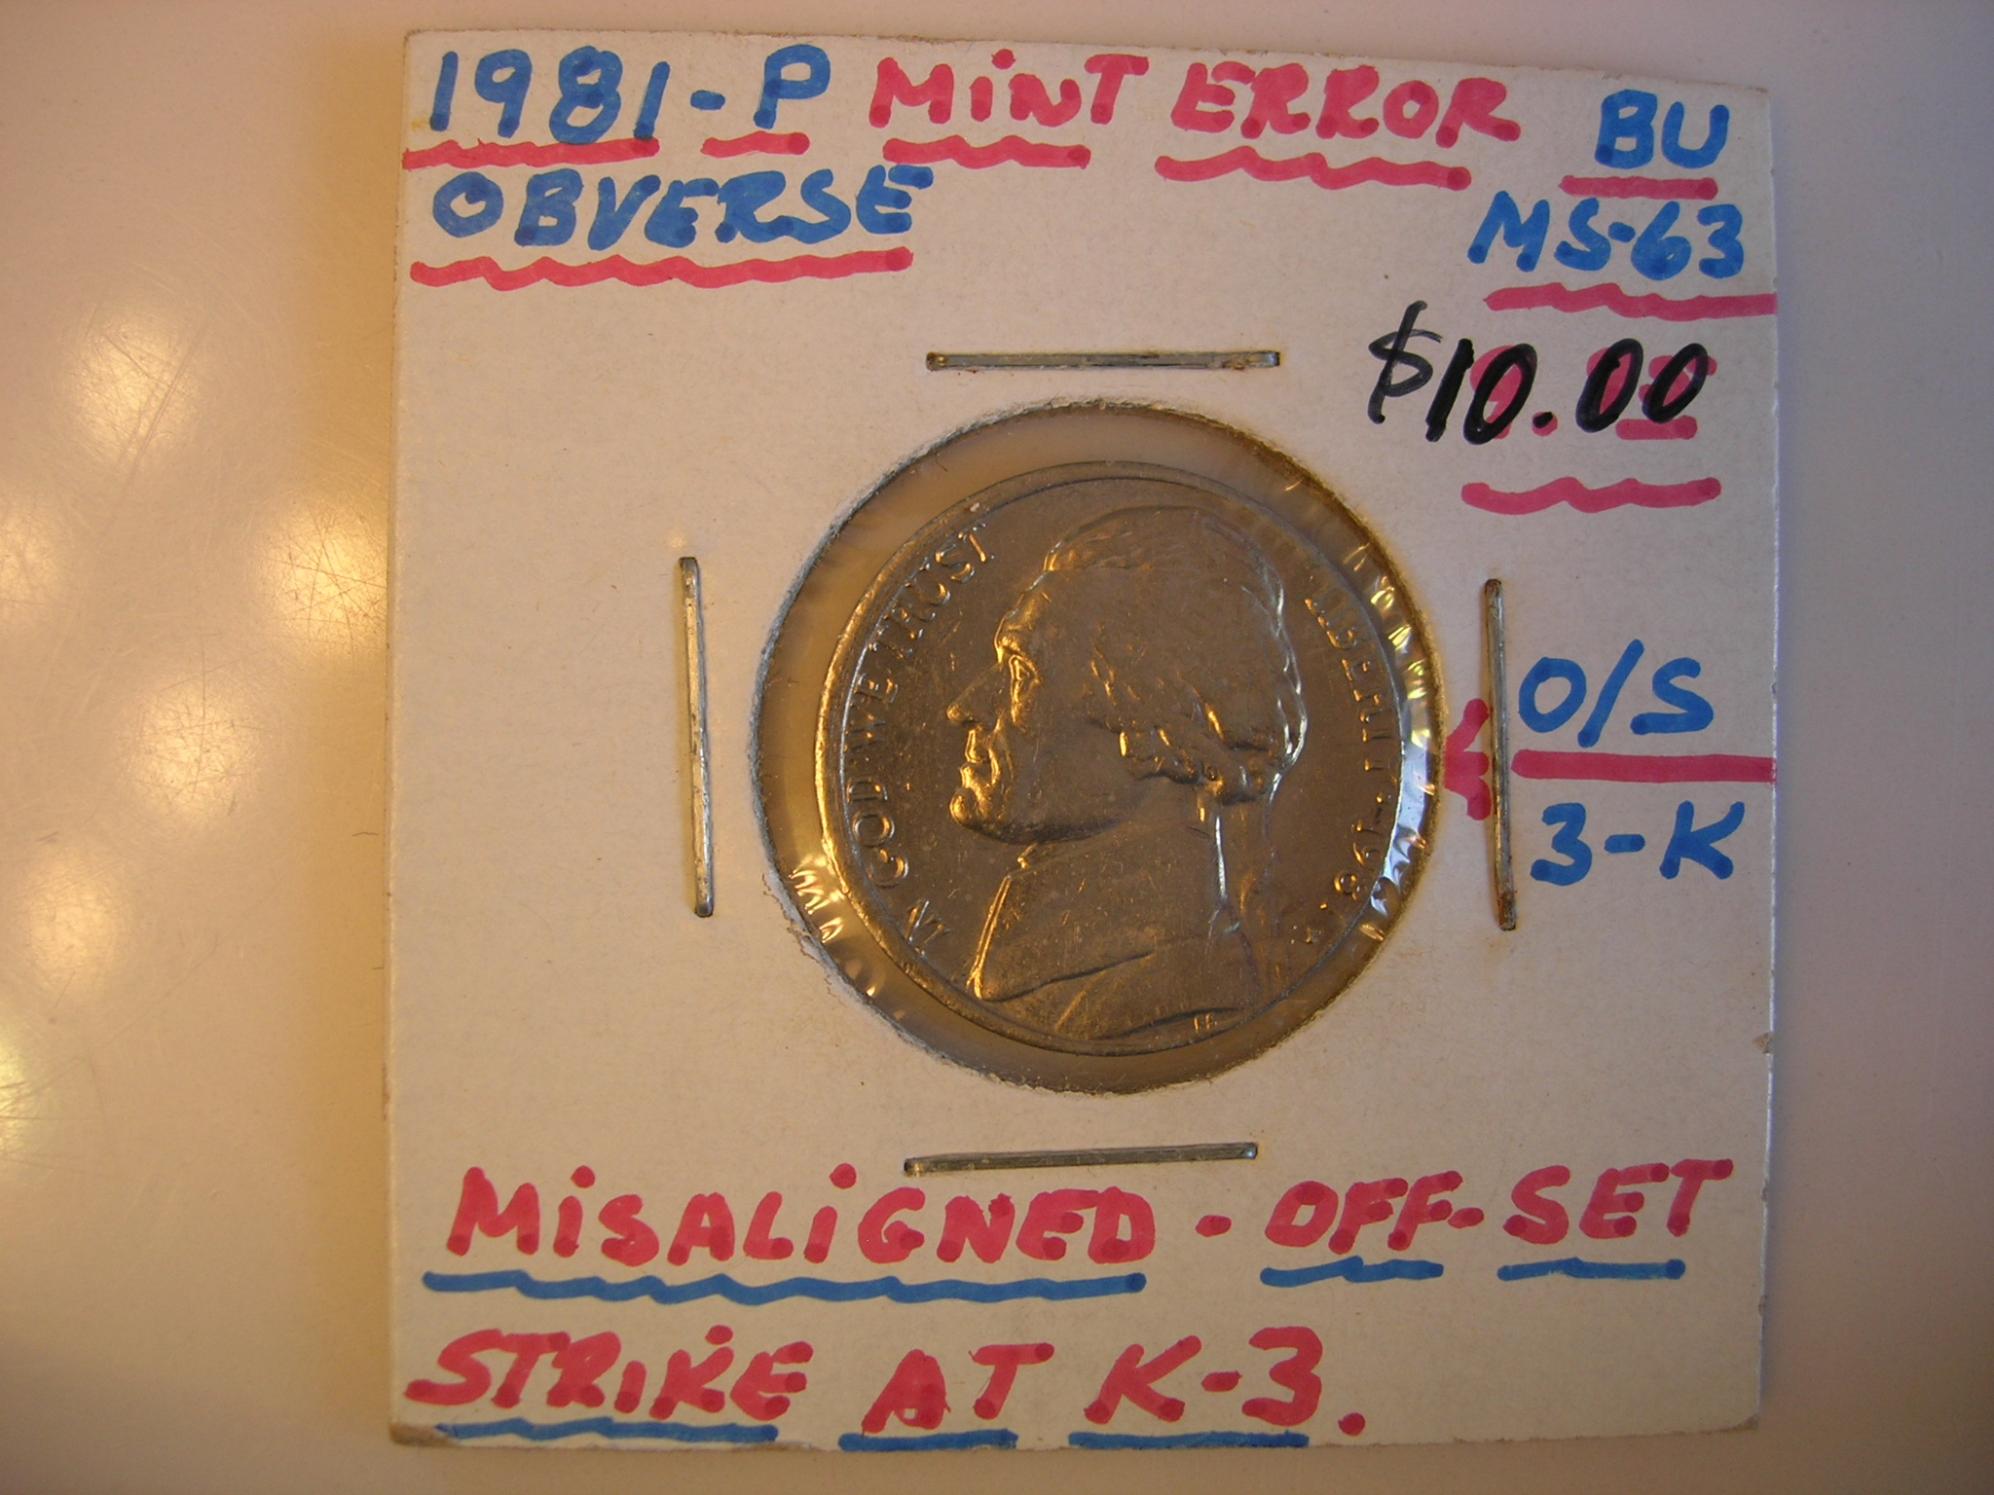 1981-P MiNT ERROR BU
OBVERSE
MS-63
$10.00
IN GOD WE TRUST
LIBERTY 1981
O/S
3-K
MiSALiGNED - OFF-SET
STRiKE AT K-3.